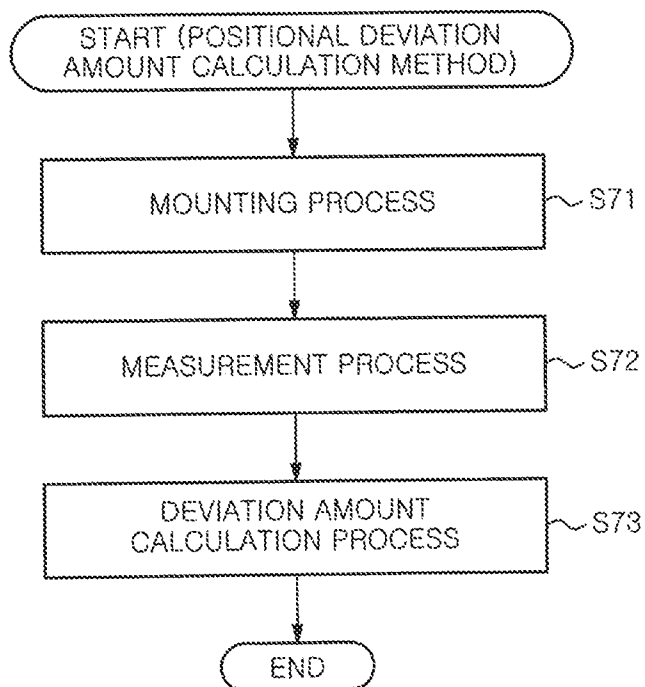 START (POSITIONAL DEVIATION
AMOUNT CALCULATION METHOD)
MOUNTING PROCESS
S71
MEASUREMENT PROCESS
S72
DEVIATION AMOUNT
CALCULATION PROCESS
S73
END